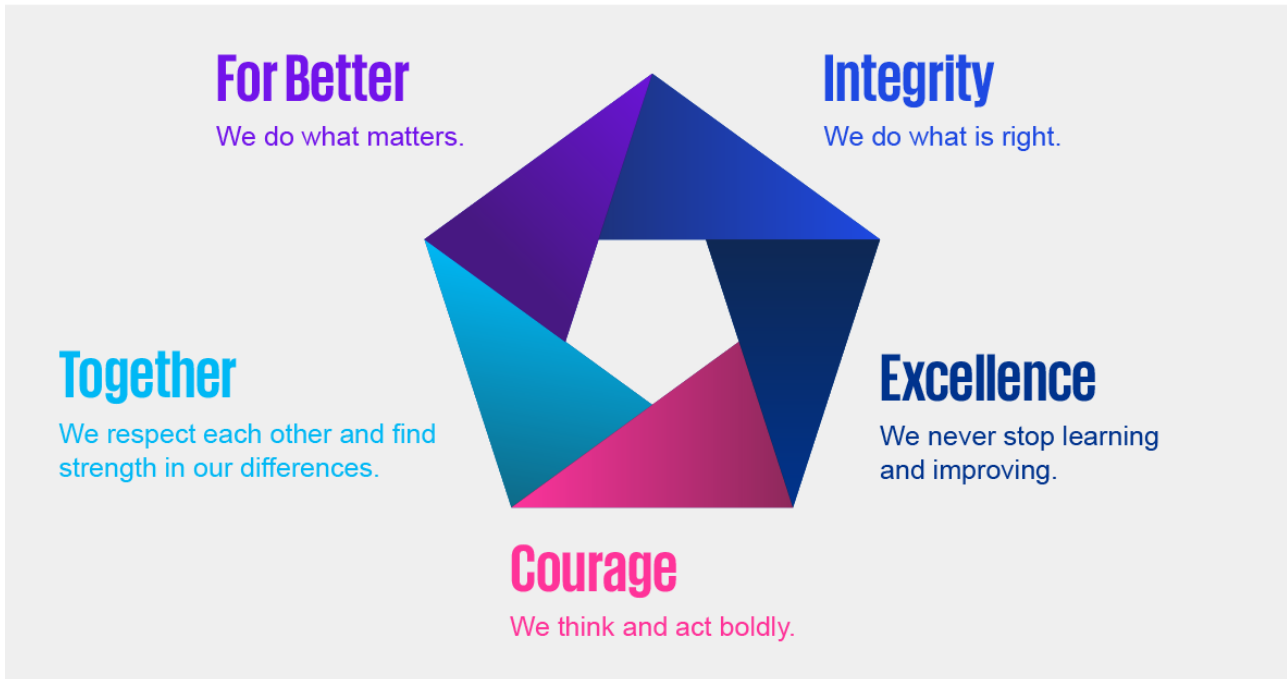 For Better
We do what matters.
Integrity
We do what is right.
Together
We respect each other and find
strength in our differences.
Excellence
We never stop learning
and improving.
Courage
We think and act boldly.